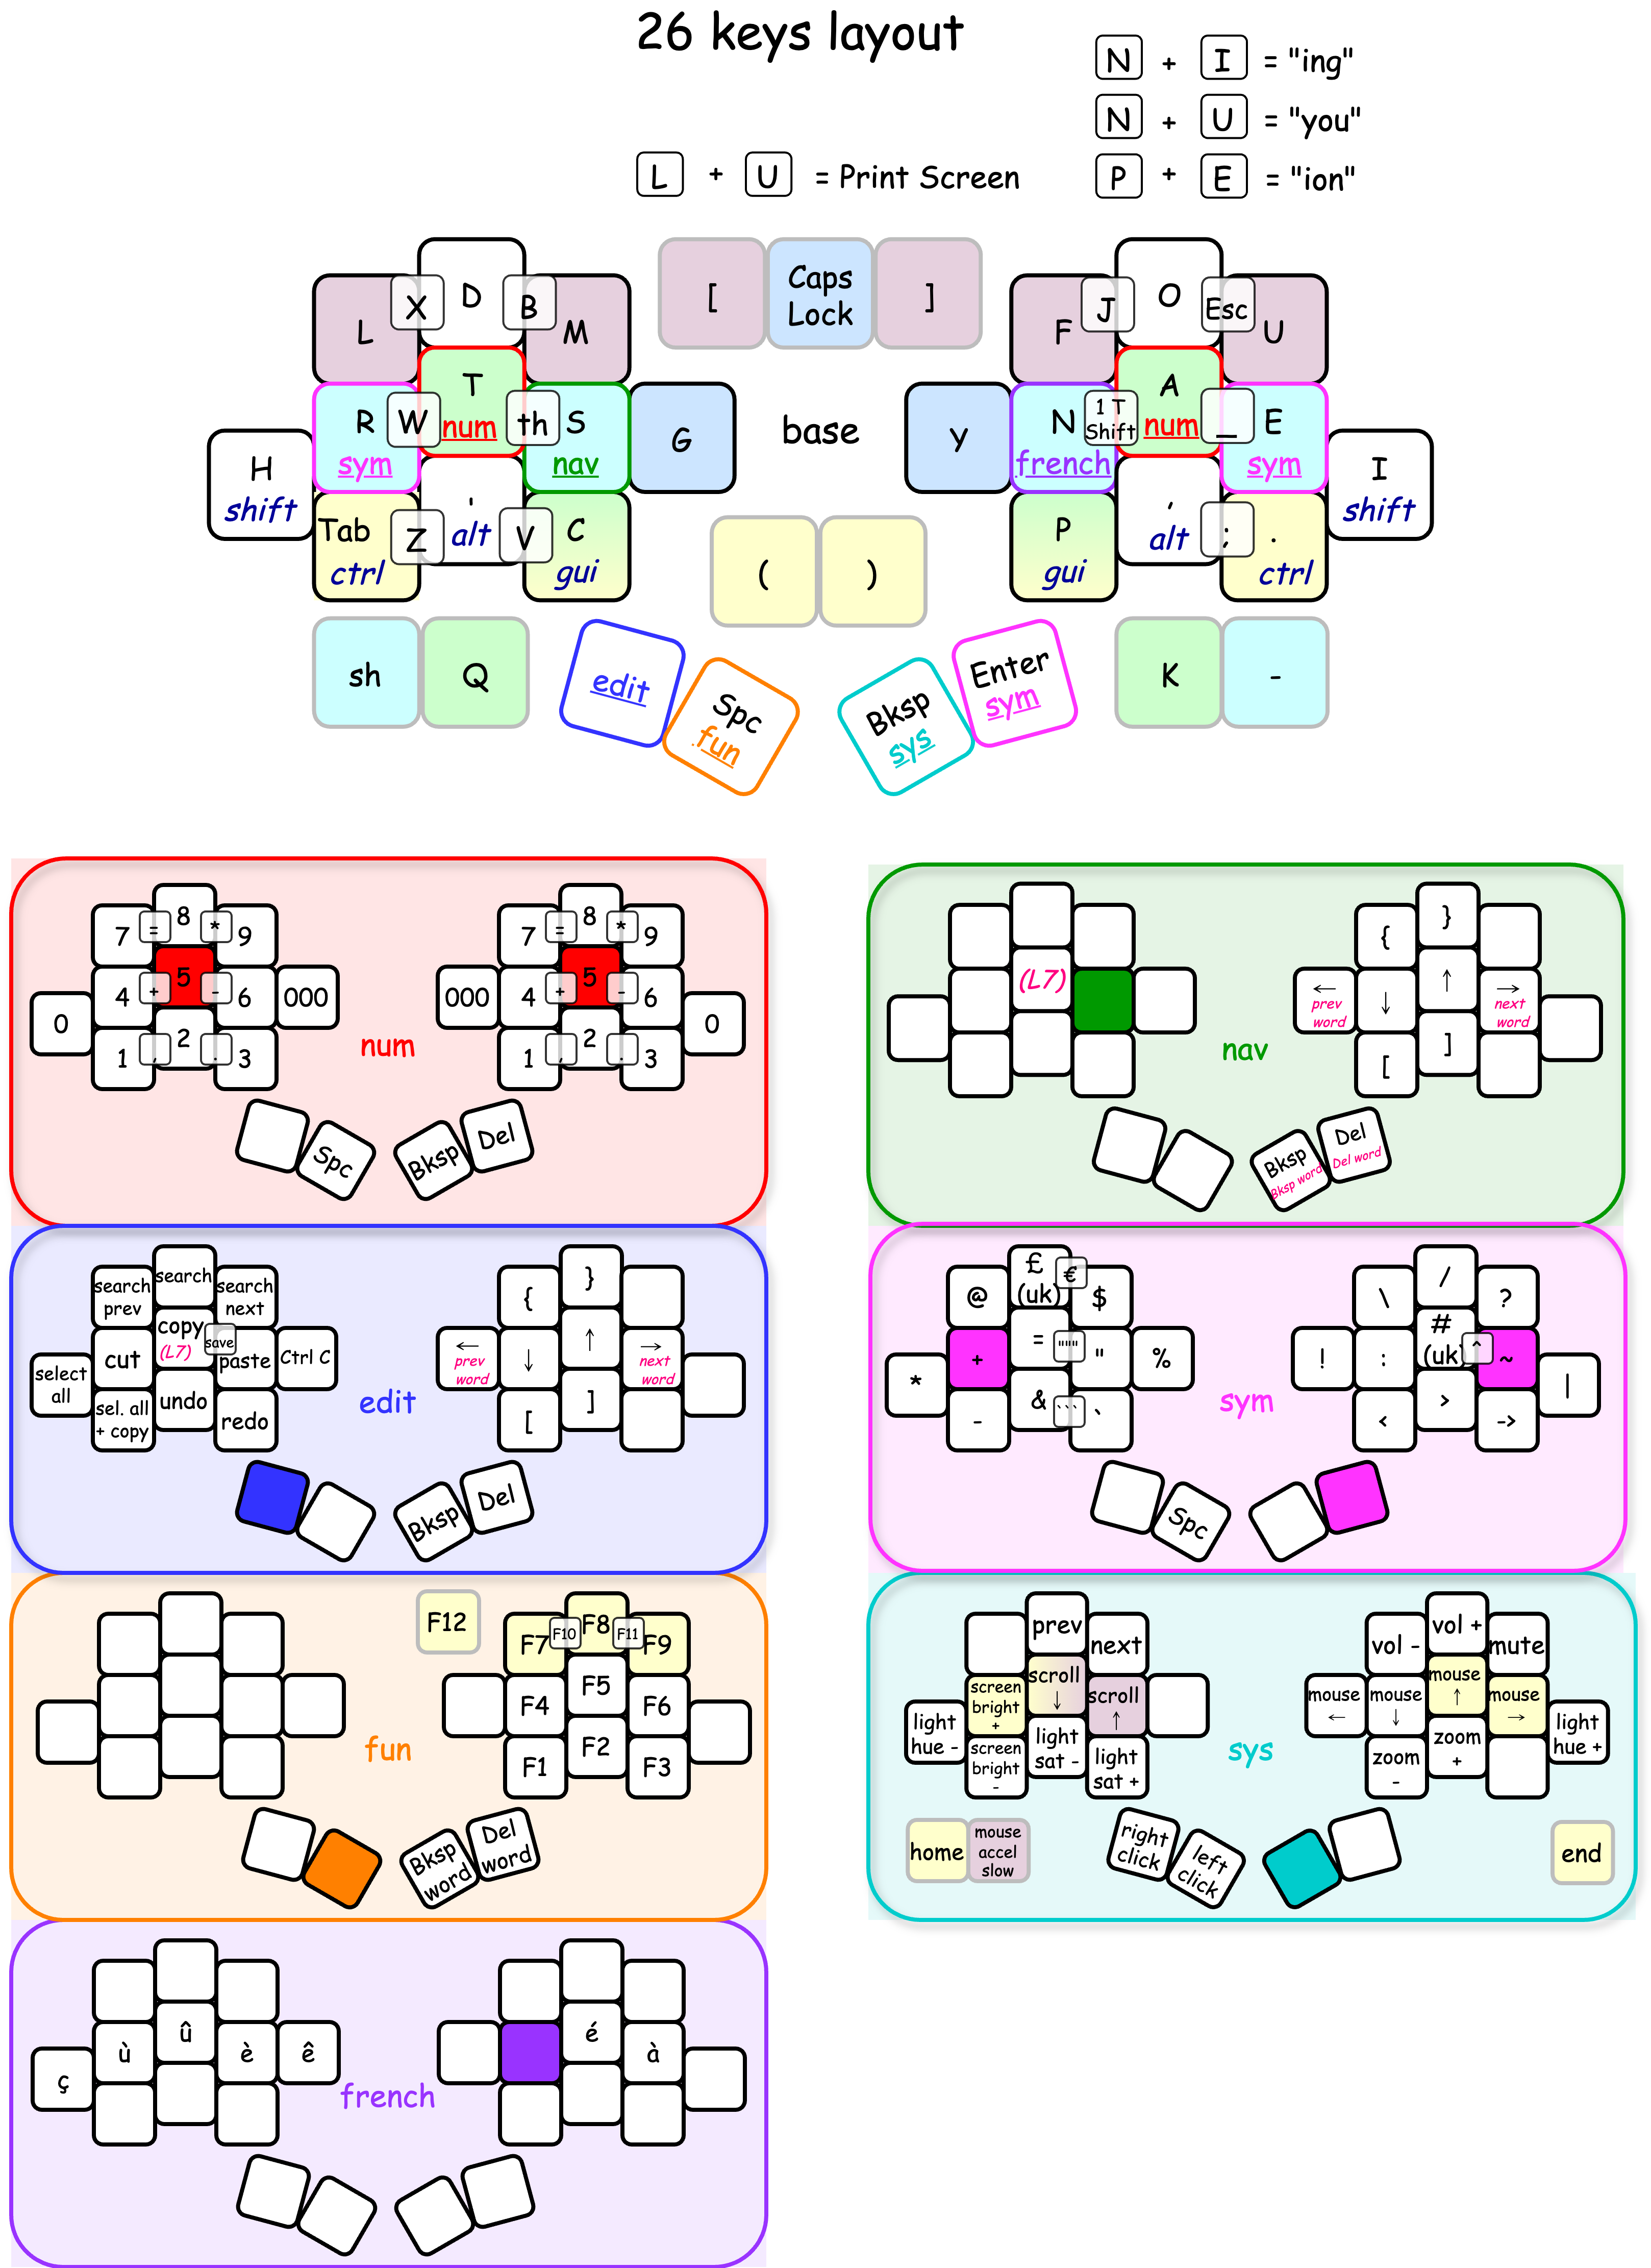 26 keys layout
N + I = "ing"
N + U = "you"
P + E = "ion"
L + U = Print Screen
L X D B M
[ Caps Lock ]
F J O Esc U
H shift
R sym W T num th S nav G
base
Y N french 1 T Shift A num _ E sym
I shift
Tab ctrl Z ' alt V C gui
( )
P gui , alt ; . ctrl
sh Q edit Spc fun
Bksp sys Enter sym K -
7 = 8 * 9
0 4 + 5 - 6 000
1 , 2 . 3
num
7 = 8 * 9
000 4 + 5 - 6 0
1 , 2 . 3
Spc Bksp Del
(L7)
nav
{ }
← prev word ↓ ↑ → next word
[ ]
Bksp Bksp word Del Del word
search prev search search next
select all cut copy (L7) save paste Ctrl C
sel. all + copy undo redo
edit
{ }
← prev word ↓ ↑ → next word
[ ]
Bksp Del
@ £ (uk) € $
* + = """ " %
- & ``` `
sym
\ / ?
! : # (uk) ^ ~ |
< > ->
Spc
F12 F7 F10 F8 F11 F9
F4 F5 F6
fun
F1 F2 F3
Bksp word Del word
prev next
light hue - screen bright + scroll ↓ scroll ↑
screen bright - light sat - light sat +
sys
vol - vol + mute
mouse ← mouse ↓ mouse ↑ mouse → light hue +
zoom - zoom +
home mouse accel slow right click left click end
ç ù û è ê
french
é à